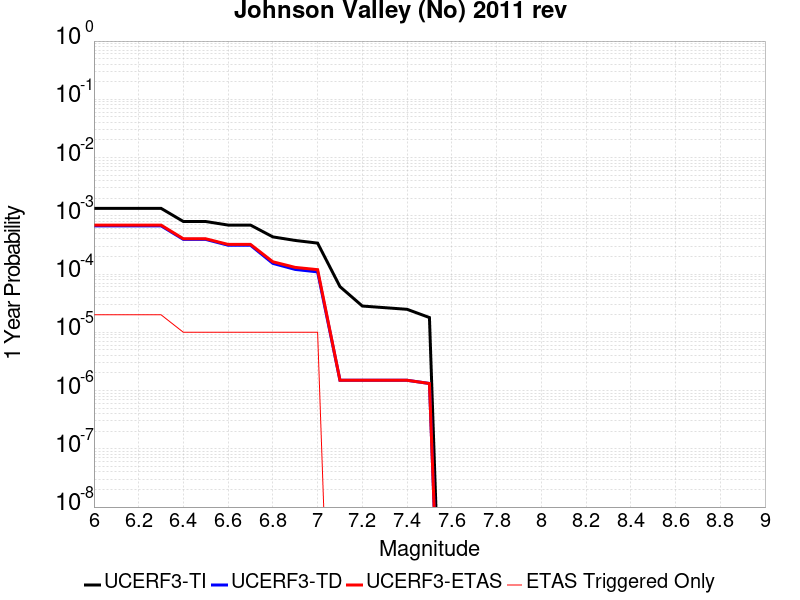 Johnson Valley (No) 2011 rev
10^0
10^-1
10^-2
10^-3
10^-4
10^-5
10^-6
10^-7
10^-8
1 Year Probability
6 6.2 6.4 6.6 6.8 7 7.2 7.4 7.6 7.8 8 8.2 8.4 8.6 8.8 9
Magnitude
UCERF3-TI UCERF3-TD UCERF3-ETAS ETAS Triggered Only